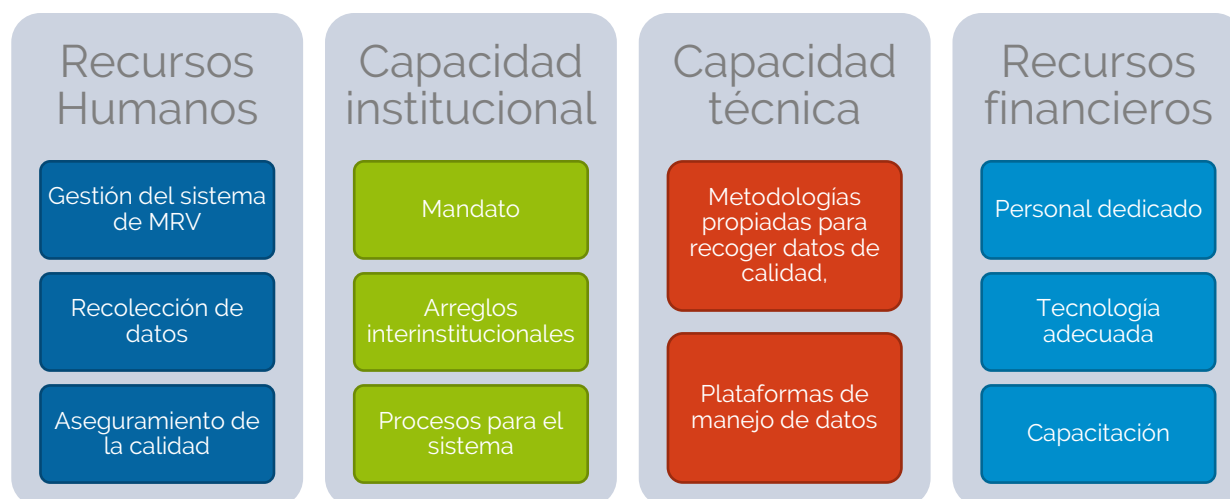 Recursos
Humanos
Gestión del sistema
de MRV
Recolección de
datos
Aseguramiento de
la calidad
Capacidad
institucional
Mandato
Arreglos
interinstitucionales
Procesos para el
sistema
Capacidad
técnica
Metodologías
propiadas para
recoger datos de
calidad,
Plataformas de
manejo de datos
Recursos
financieros
Personal dedicado
Tecnología
adecuada
Capacitación